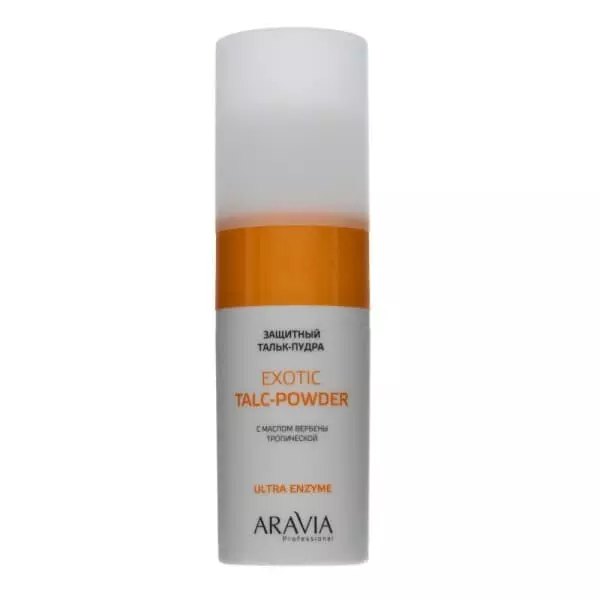 ЗАЩИТНЫЙ
ТАЛЬК-ПУДРА
EXOTIC
TALC-POWDER
С МАСЛОМ ВЕРБЕНЫ
ТРОПИЧЕСКОЙ
ULTRA ENZYME
ARAVIA
Professional